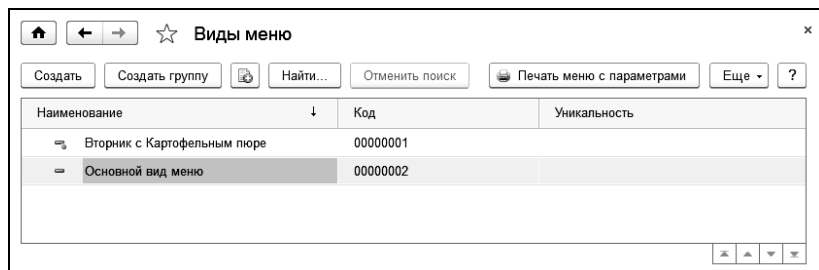 Виды меню
Создать Создать группу Найти... Отменить поиск Печать меню с параметрами Еще ?
Наименование Код Уникальность
Вторник с Картофельным пюре 00000001
Основной вид меню 00000002